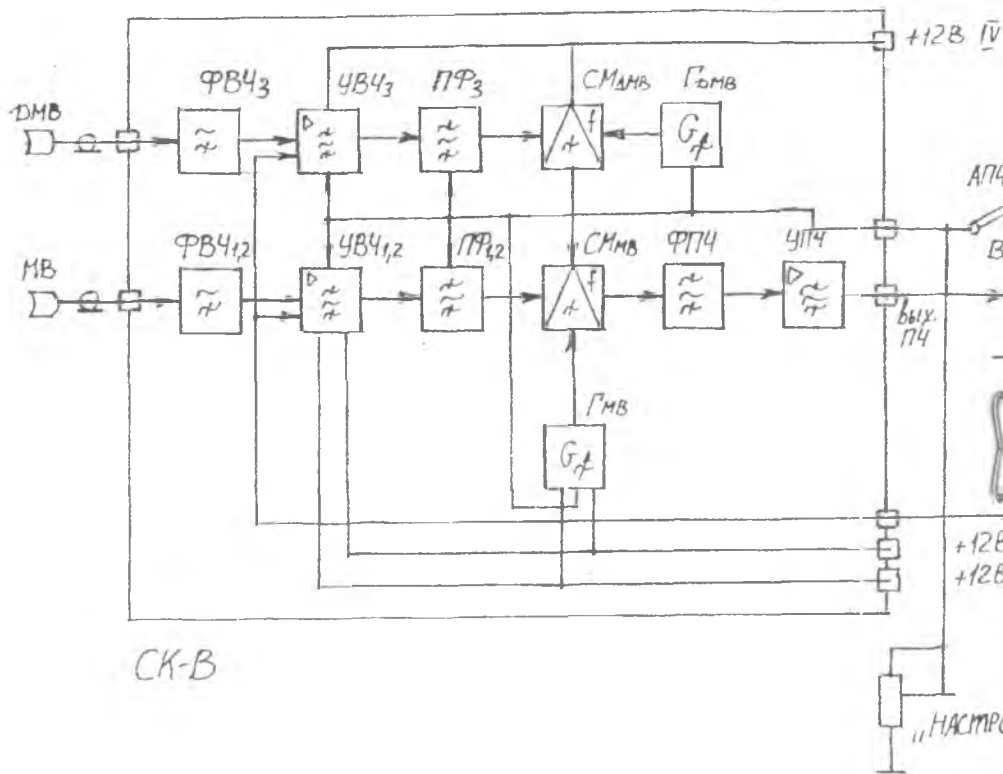 +12В IV
ФВЧ3 УВЧ3 ПФ3 СМДМВ ГДМВ
ДМВ
f
G
АПЧ
ФВЧ1,2 УВЧ1,2 ПФ1,2 СММВ ФПЧ УПЧ
МВ
f
В
вых.
ПЧ
ГМВ
G
+12В
+12В
СК-В
„НАСТРО